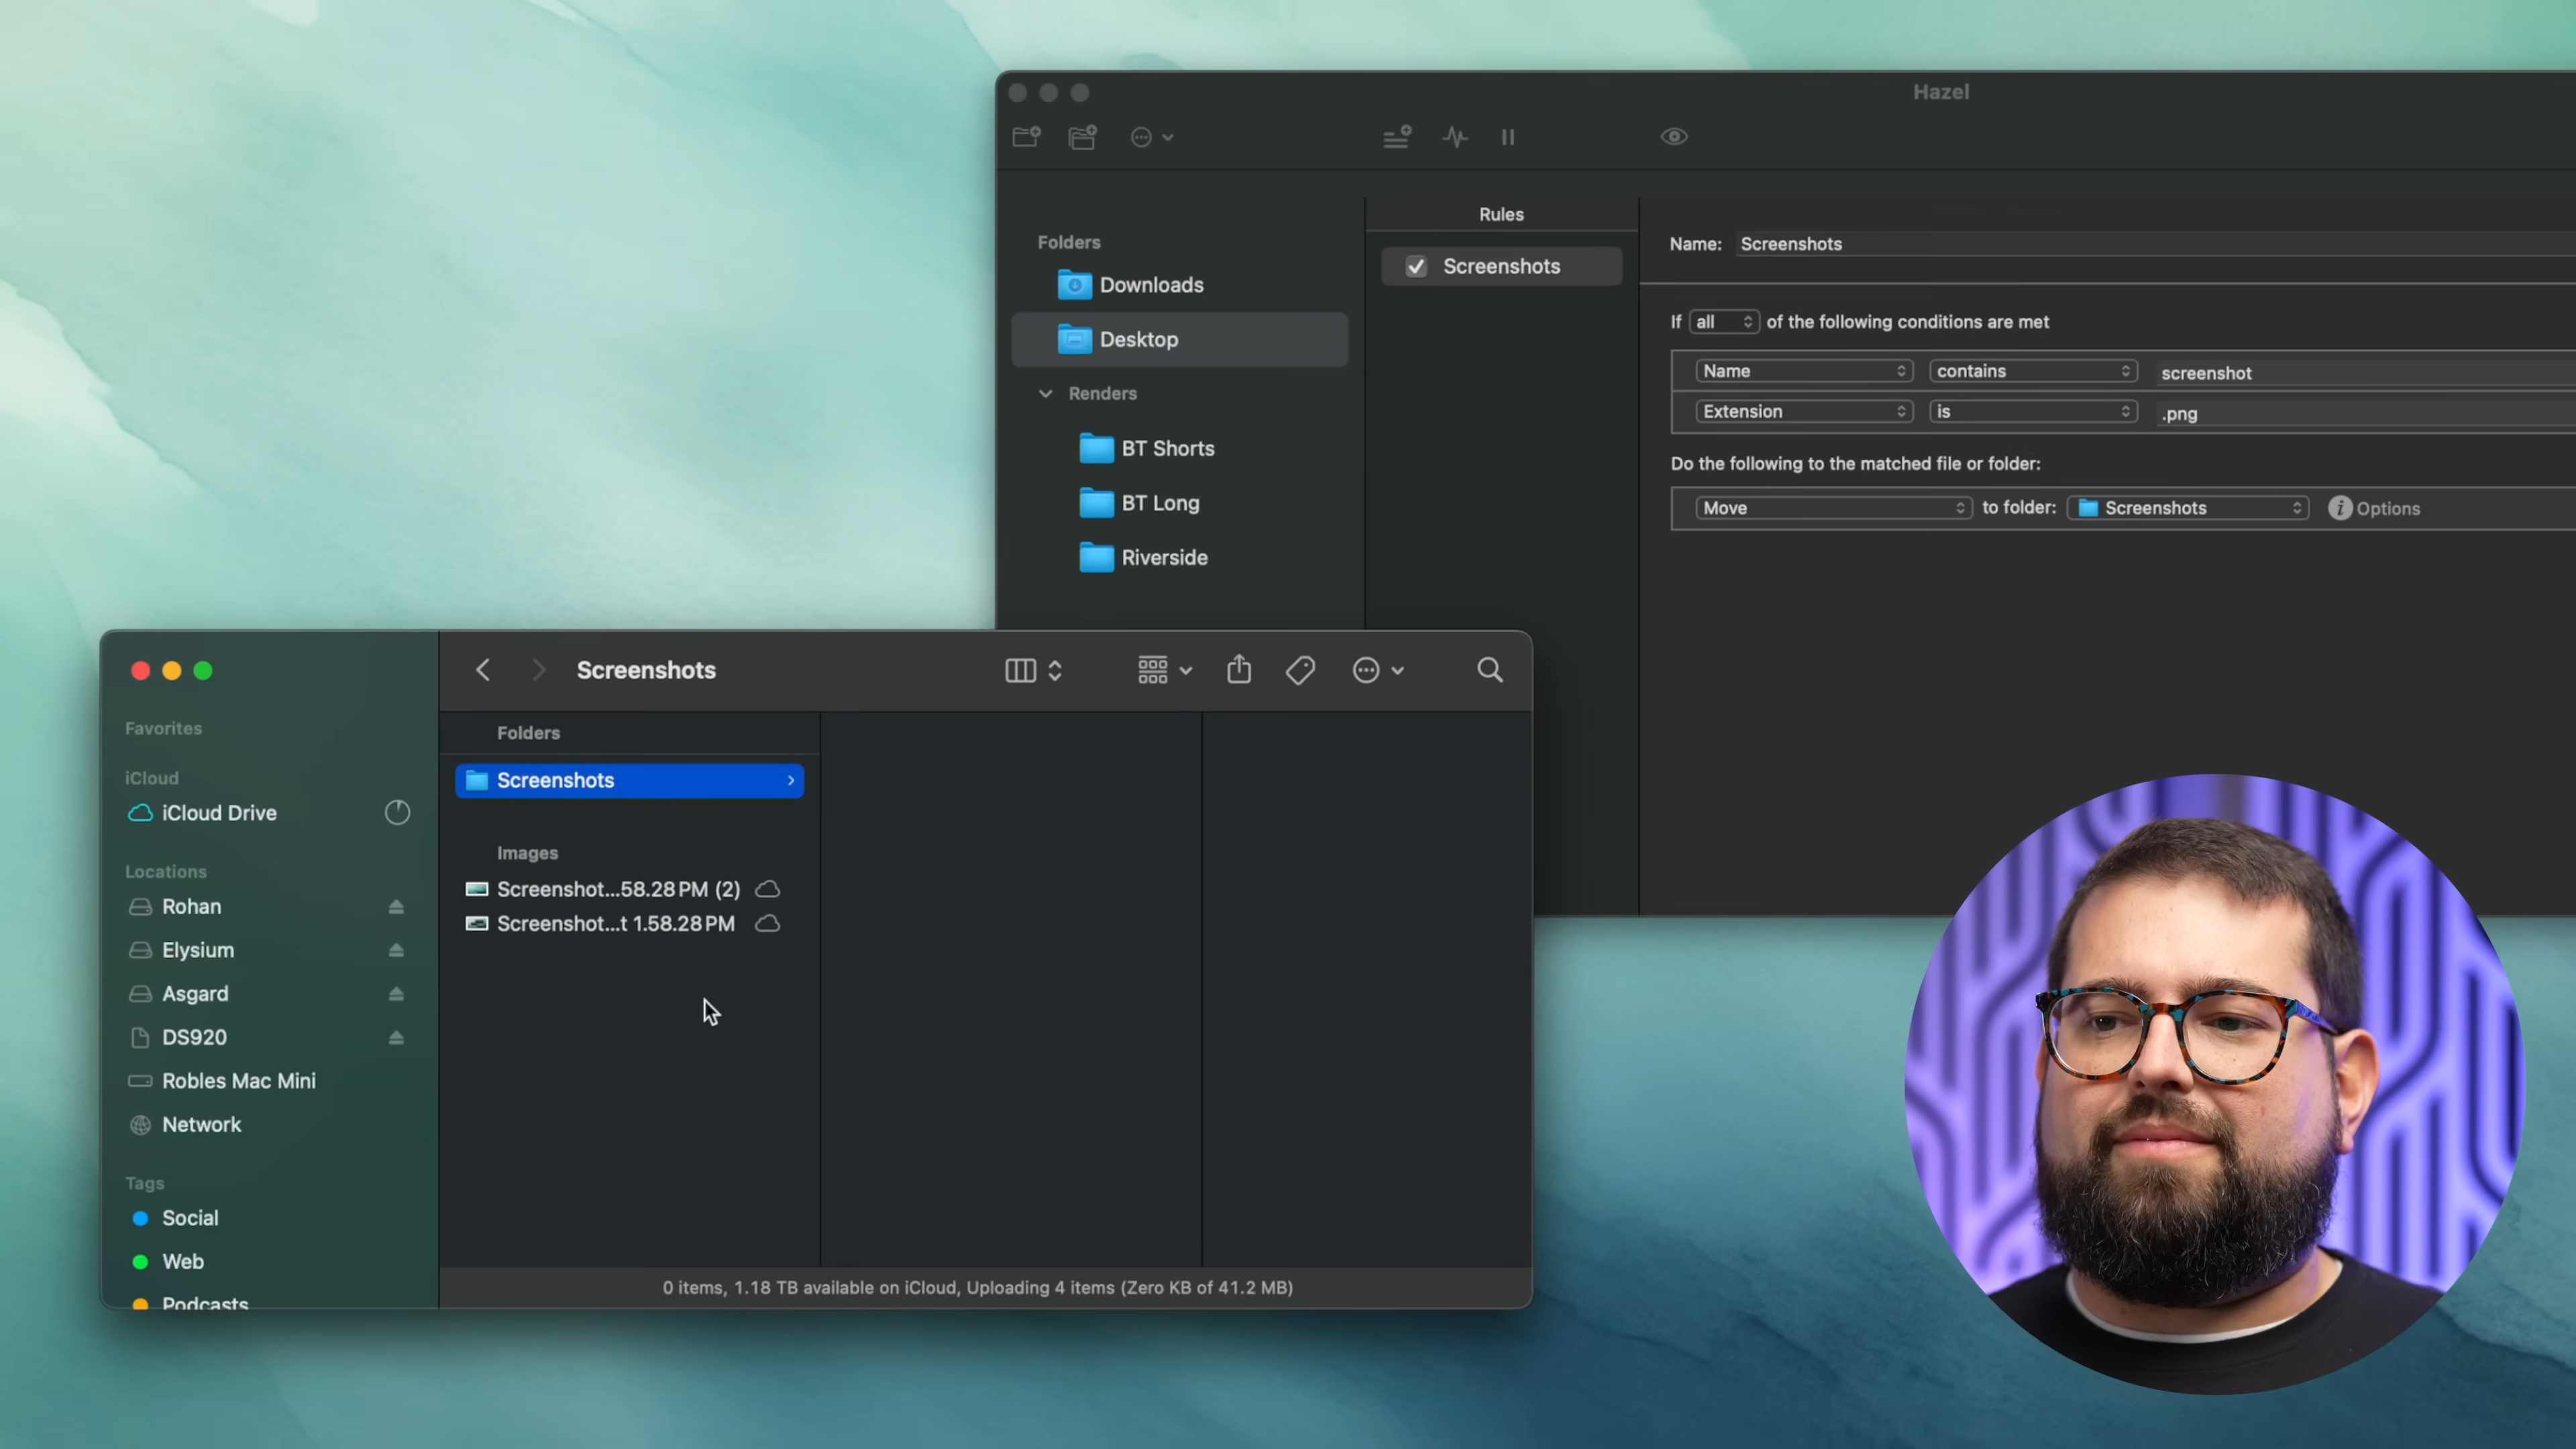 Hazel
Folders
Downloads
Desktop
Renders
BT Shorts
BT Long
Riverside
Rules
Screenshots
Name: Screenshots
If all of the following conditions are met
Name contains screenshot
Extension is .png
Do the following to the matched file or folder:
Move to folder: Screenshots Options
Favorites
iCloud
iCloud Drive
Locations
Rohan
Elysium
Asgard
DS920
Robles Mac Mini
Network
Tags
Social
Web
Podcasts
Screenshots
Folders
Screenshots
Images
Screenshot...58.28 PM (2)
Screenshot...t 1.58.28 PM
0 items, 1.18 TB available on iCloud, Uploading 4 items (Zero KB of 41.2 MB)